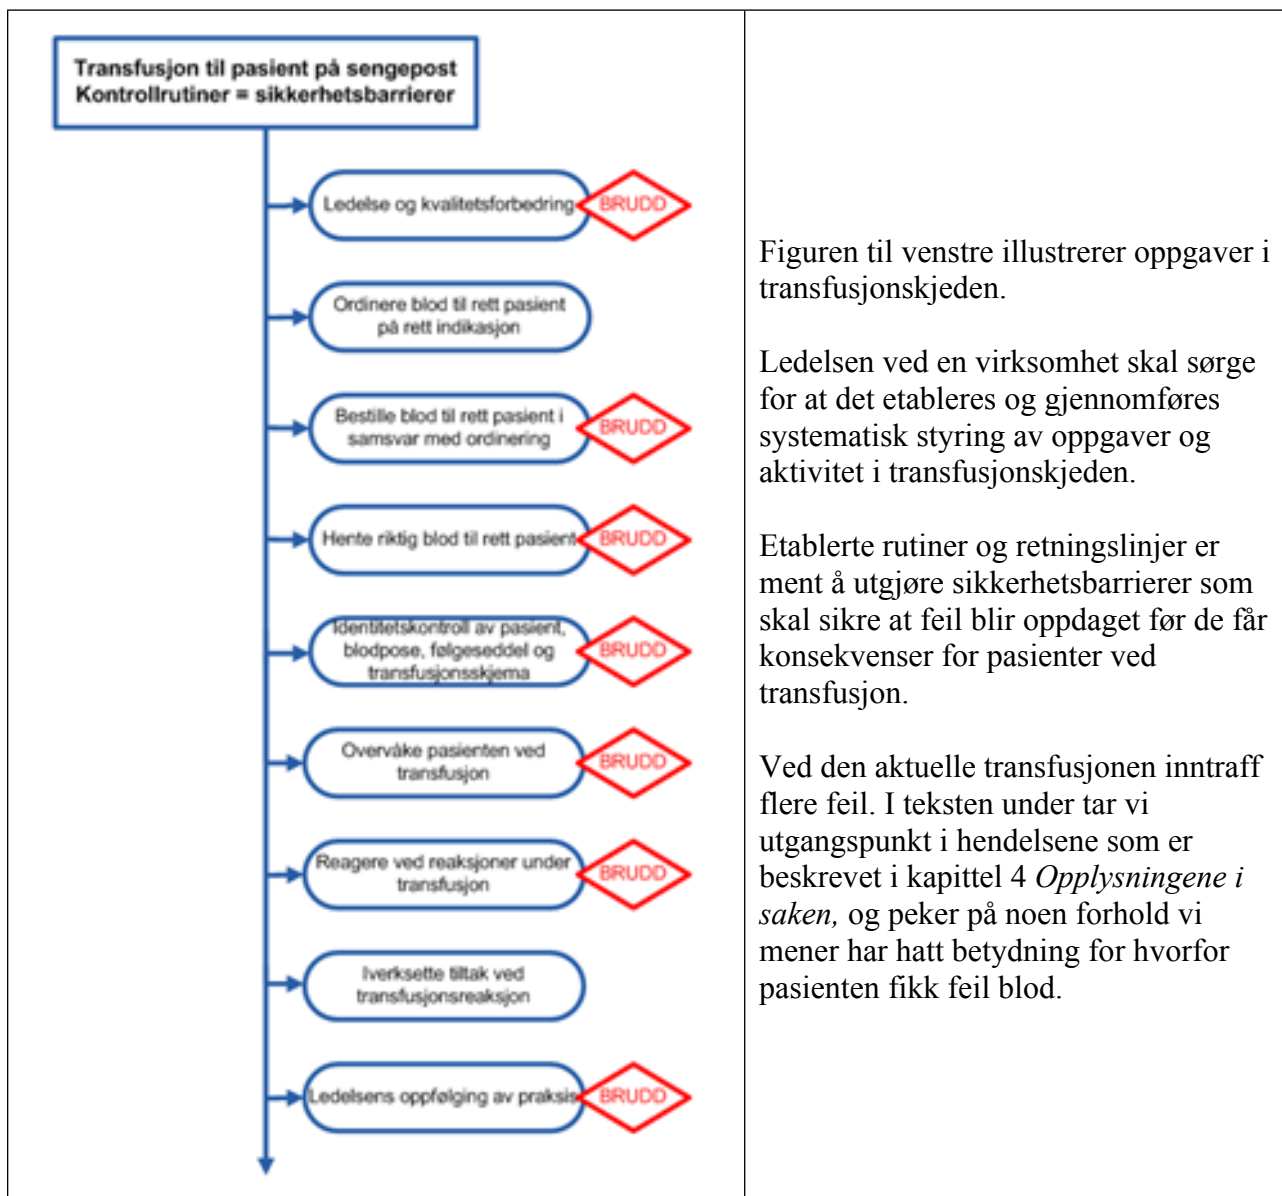 Transfusjon til pasient på sengepost
Kontrollrutiner = sikkerhetsbarrierer
Ledelse og kvalitetsforbedring
BRUDD
Ordinere blod til rett pasient
på rett indikasjon
Bestille blod til rett pasient i
samsvar med ordinering
BRUDD
Hente riktig blod til rett pasient
BRUDD
Identitetskontroll av pasient,
blodpose, følgeseddel og
transfusjonsskjema
BRUDD
Overvåke pasienten ved
transfusjon
BRUDD
Reagere ved reaksjoner under
transfusjon
BRUDD
Iverksette tiltak ved
transfusjonsreaksjon
Ledelsens oppfølging av praksis
BRUDD
Figuren til venstre illustrerer oppgaver i
transfusjonskjeden.
Ledelsen ved en virksomhet skal sørge
for at det etableres og gjennomføres
systematisk styring av oppgaver og
aktivitet i transfusjonskjeden.
Etablerte rutiner og retningslinjer er
ment å utgjøre sikkerhetsbarrierer som
skal sikre at feil blir oppdaget før de får
konsekvenser for pasienter ved
transfusjon.
Ved den aktuelle transfusjonen inntraff
flere feil. I teksten under tar vi
utgangspunkt i hendelsene som er
beskrevet i kapittel 4 Opplysningene i
saken, og peker på noen forhold vi
mener har hatt betydning for hvorfor
pasienten fikk feil blod.